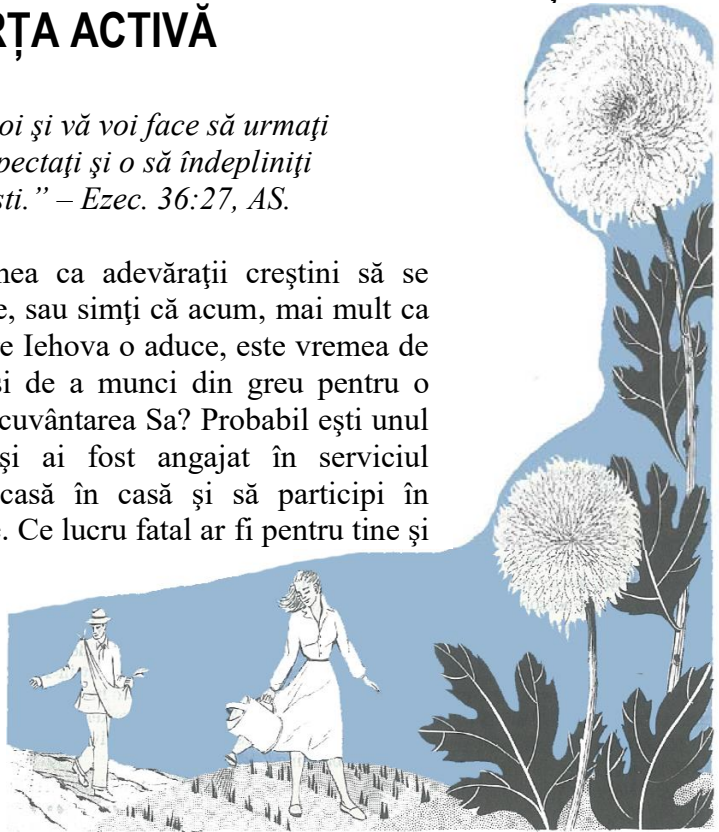 RȚA ACTIVĂ
oi şi vă voi face să urmaţi
pectaţi şi o să îndepliniţi
sti.” – Ezec. 36:27, AS.
nea ca adevăraţii creştini să se
e, sau simţi că acum, mai mult ca
e Iehova o aduce, este vremea de
si de a munci din greu pentru o
cuvântarea Sa? Probabil eşti unul
şi ai fost angajat în serviciul
casă în casă şi să participi în
e. Ce lucru fatal ar fi pentru tine şi